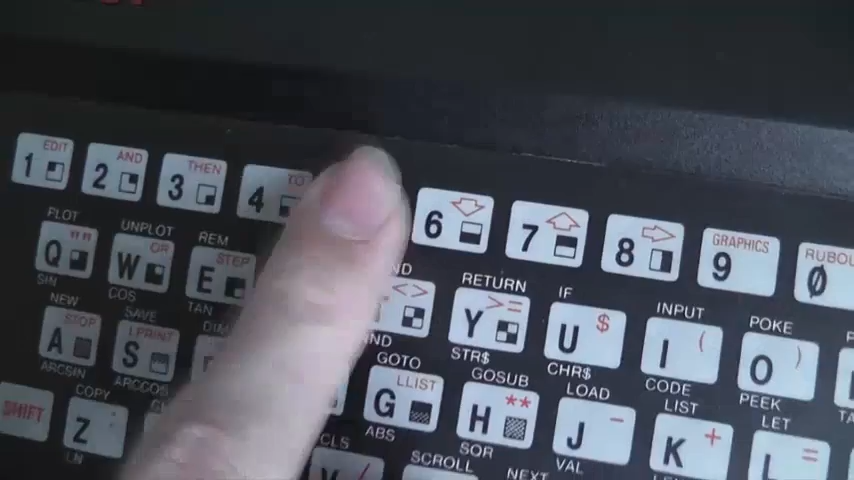 EDIT AND THEN TO
1 2 3 4 6 7 8 9 0
GRAPHICS
PLOT UNPLOT REM RETURN IF INPUT POKE
"" OR STEP <> >= $ ( )
Q W E Y U I O
SIN COS TAN STR$ CHR$ CODE PEEK
NEW SAVE GOTO GOSUB LOAD LIST LET
STOP LPRINT LLIST ** - + =
A S G H J K L
ARCSIN ARCCOS ABS SQR VAL
COPY CLS SCROLL NEXT
SHIFT Z
LN